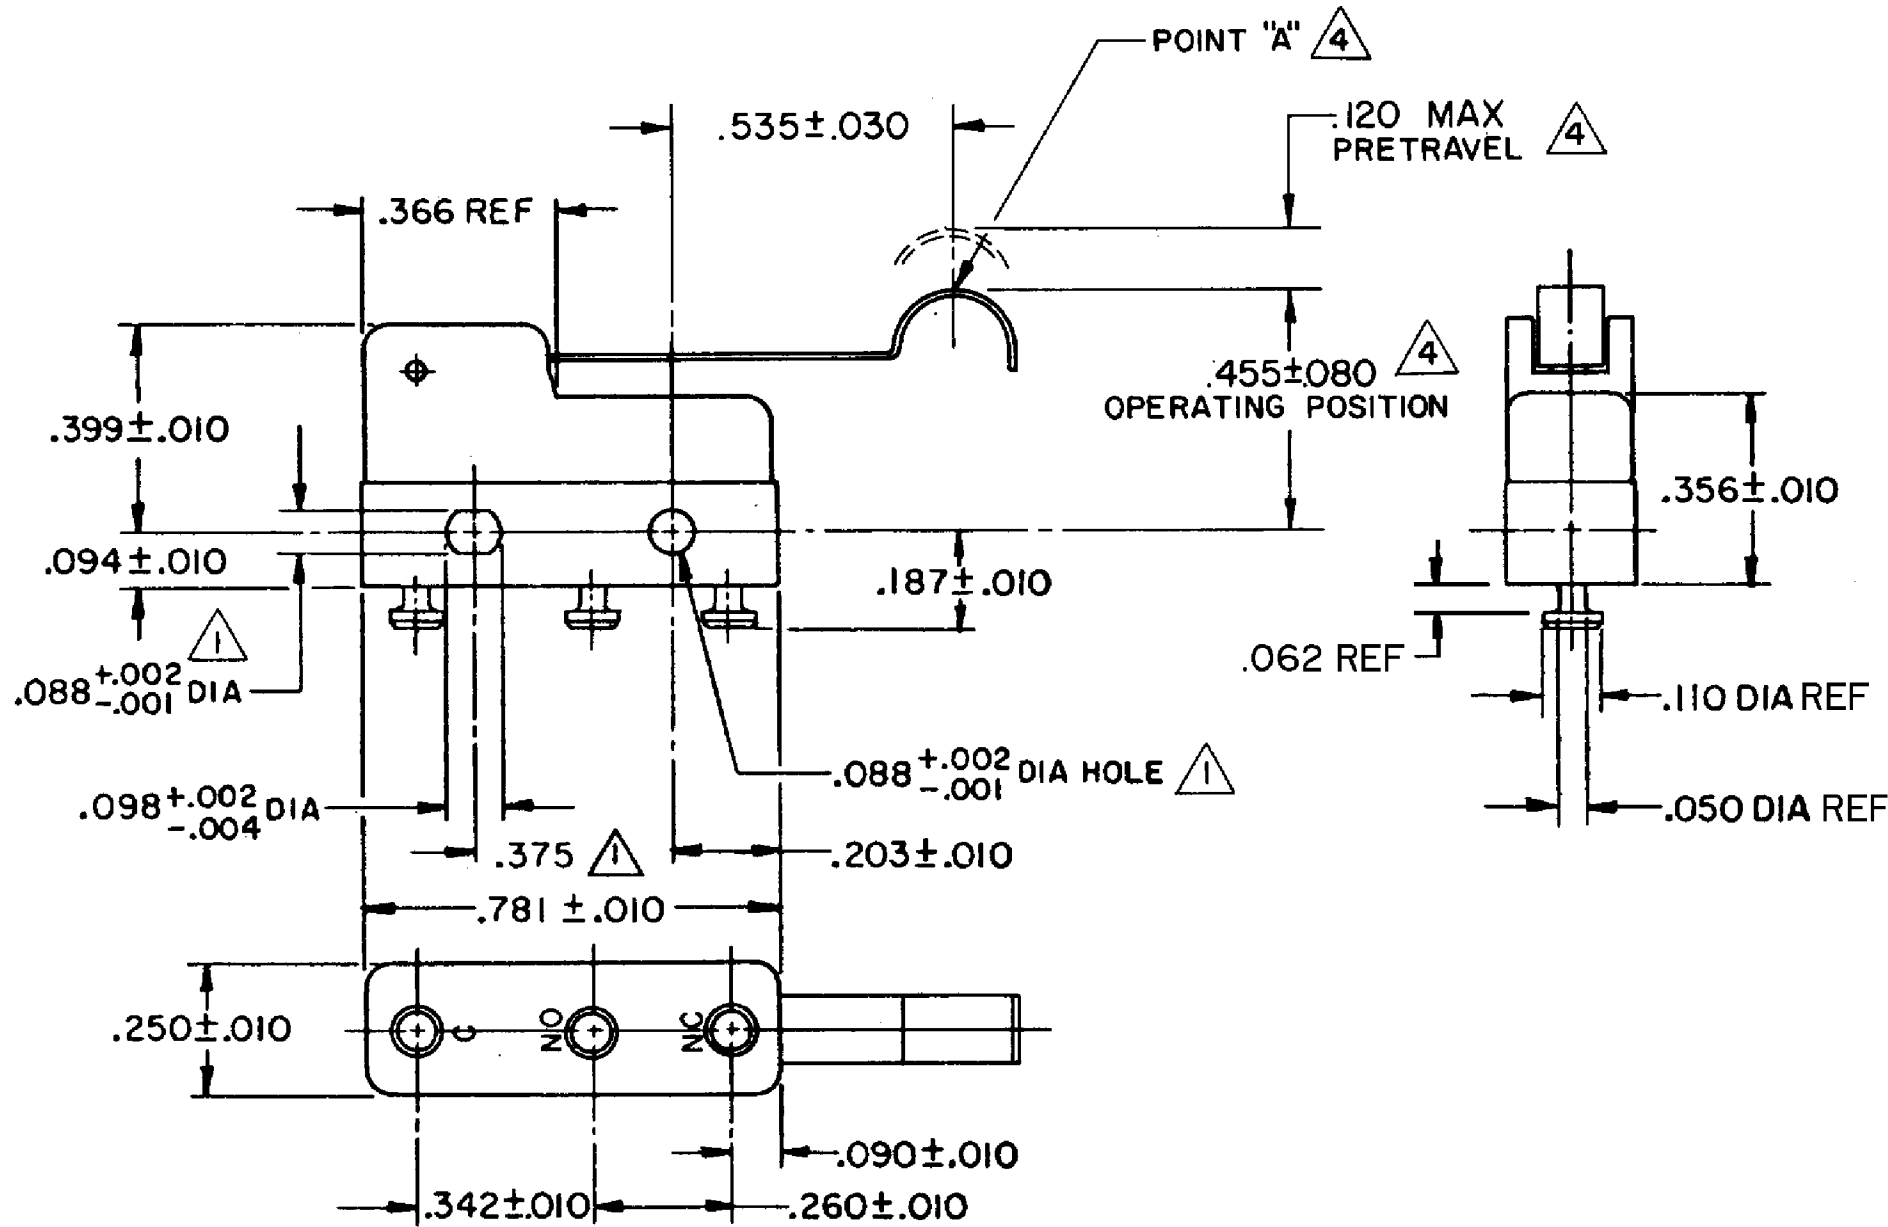 POINT "A" 4
.535±.030
.120 MAX
PRETRAVEL 4
.366 REF
.399±.010
.455±.080 4
OPERATING POSITION
.356±.010
.094±.010
.187±.010
1
.088 +.002 -.001 DIA
.062 REF
.110 DIA REF
.088 +.002 -.001 DIA HOLE 1
.098 +.002 -.004 DIA
.050 DIA REF
.375 1
.203±.010
.781±.010
.250±.010
C
NO
NC
.090±.010
.342±.010
.260±.010